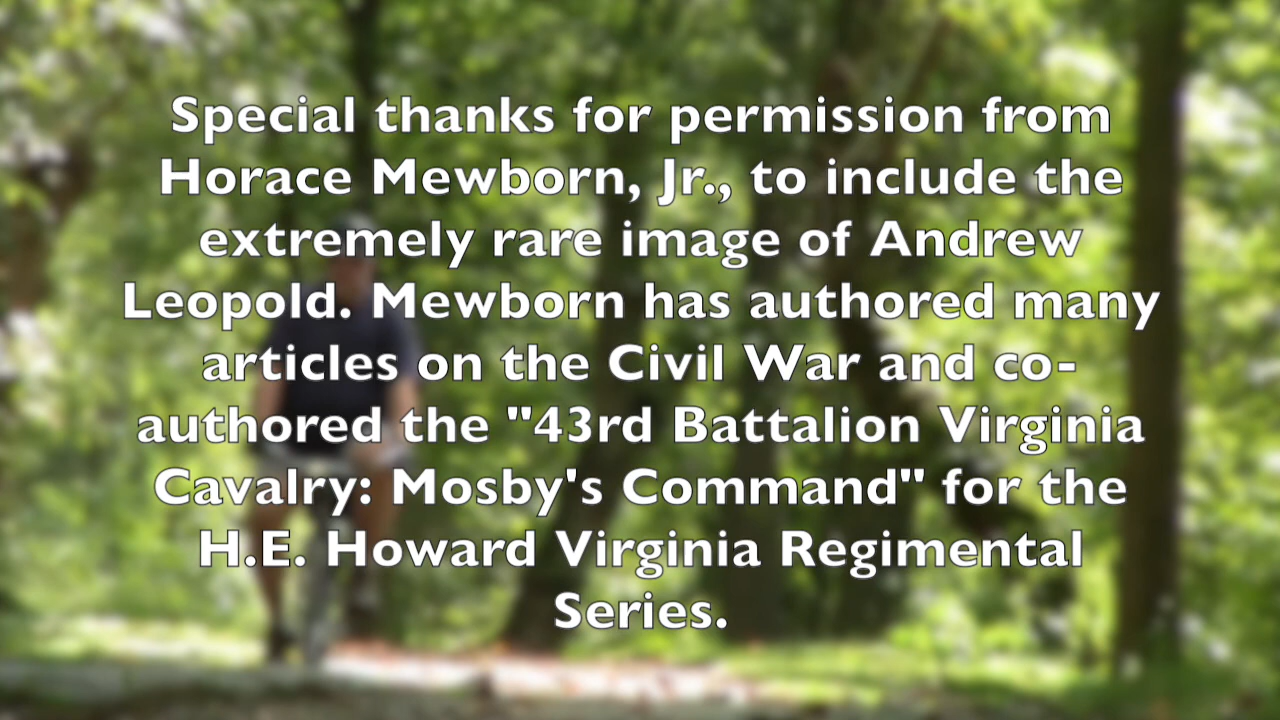 Special thanks for permission from
Horace Mewborn, Jr., to include the
extremely rare image of Andrew
Leopold. Mewborn has authored many
articles on the Civil War and co-
authored the "43rd Battalion Virginia
Cavalry: Mosby's Command" for the
H.E. Howard Virginia Regimental
Series.